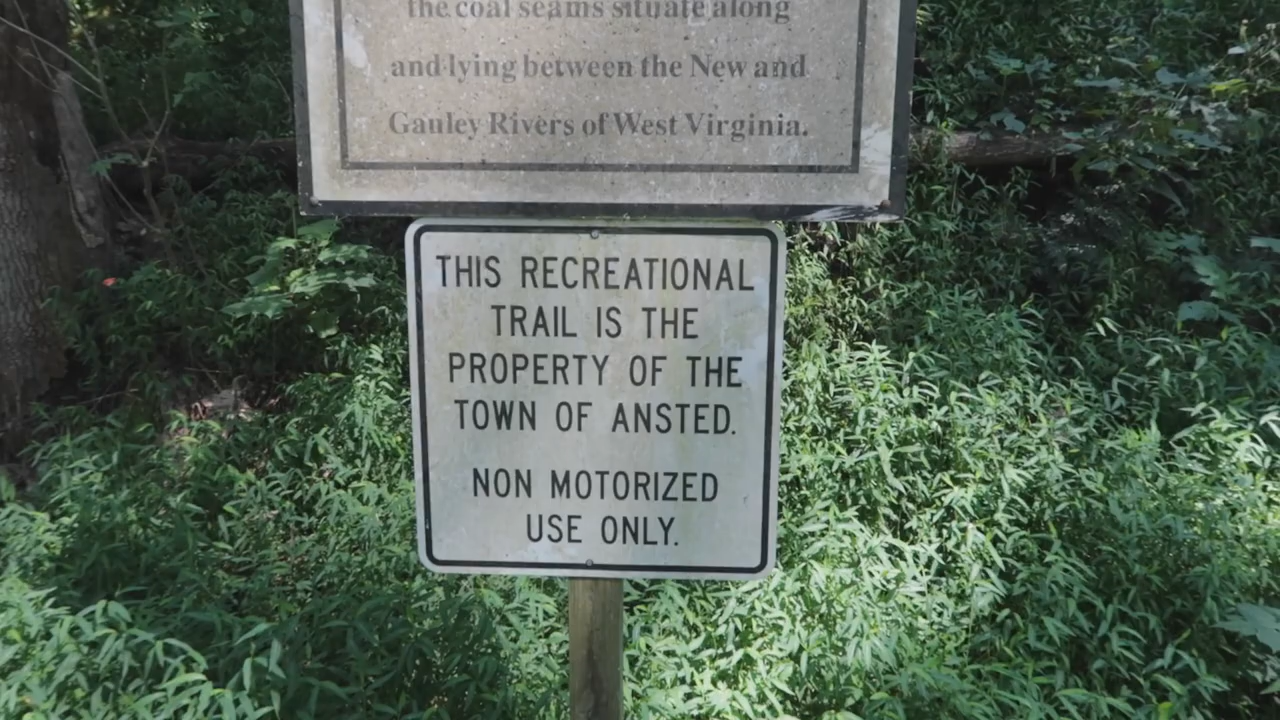 the coal seams situate along
and lying between the New and
Gauley Rivers of West Virginia.
THIS RECREATIONAL
TRAIL IS THE
PROPERTY OF THE
TOWN OF ANSTED.
NON MOTORIZED
USE ONLY.